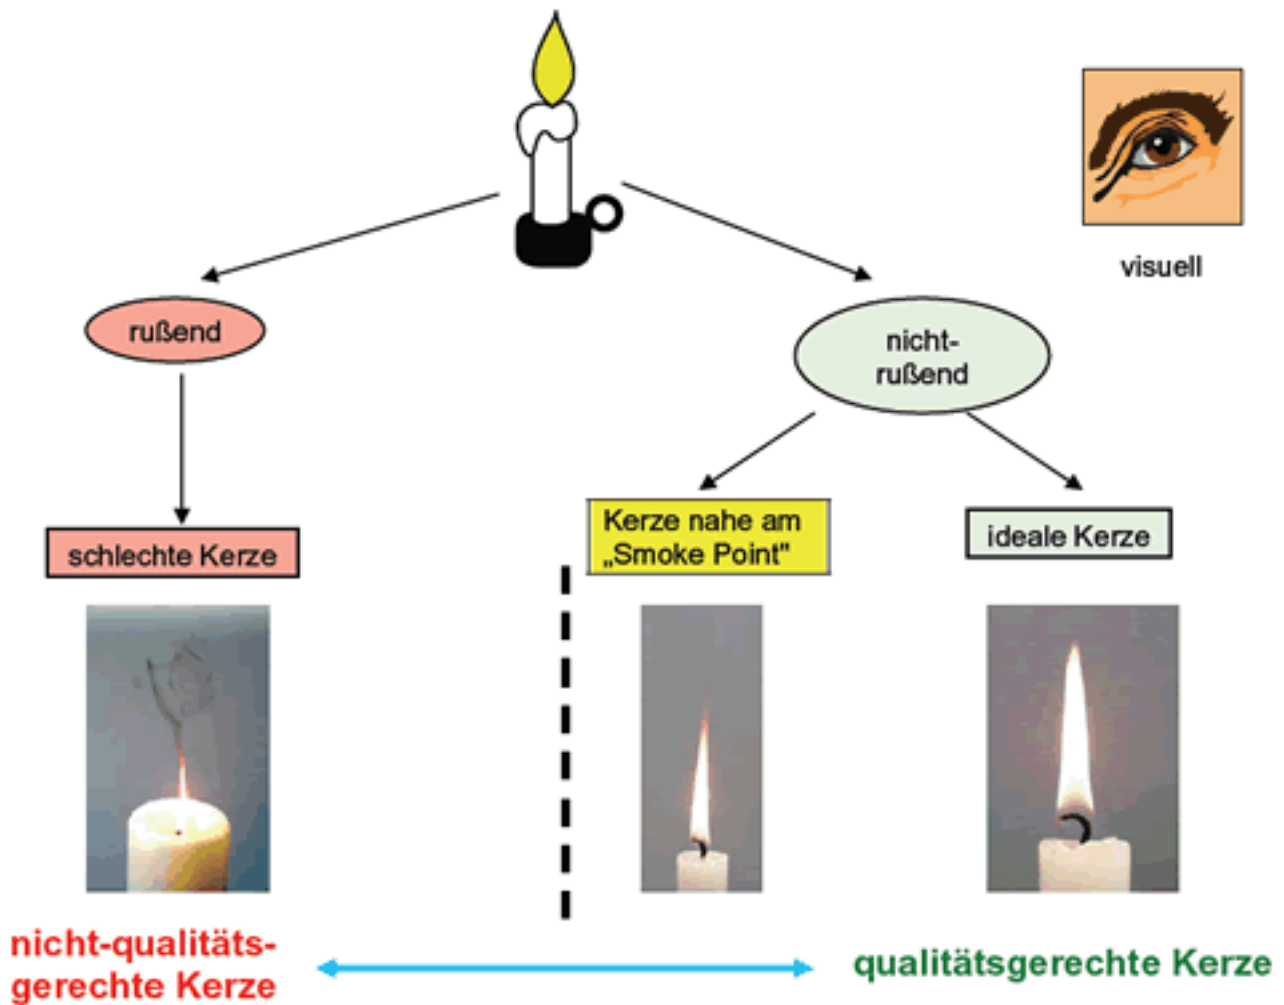 visuell
rußend
nicht-
rußend
schlechte Kerze
Kerze nahe am
„Smoke Point"
ideale Kerze
nicht-qualitäts-
gerechte Kerze
qualitätsgerechte Kerze